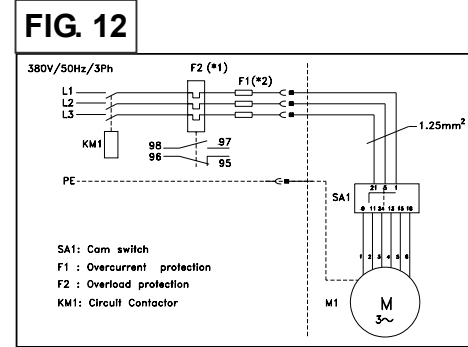 FIG. 12
380V/50Hz/3Ph
F2 (*1)
F1(*2)
L1
L2
L3
KM1
98 97
96 95
1.25mm²
PE
SA1
21 5 1
9 11 24 13 15 16
1 2 3 4 5 6
SA1: Cam switch
F1 : Overcurrent protection
F2 : Overload protection
KM1: Circuit Contactor
M1
M
3~